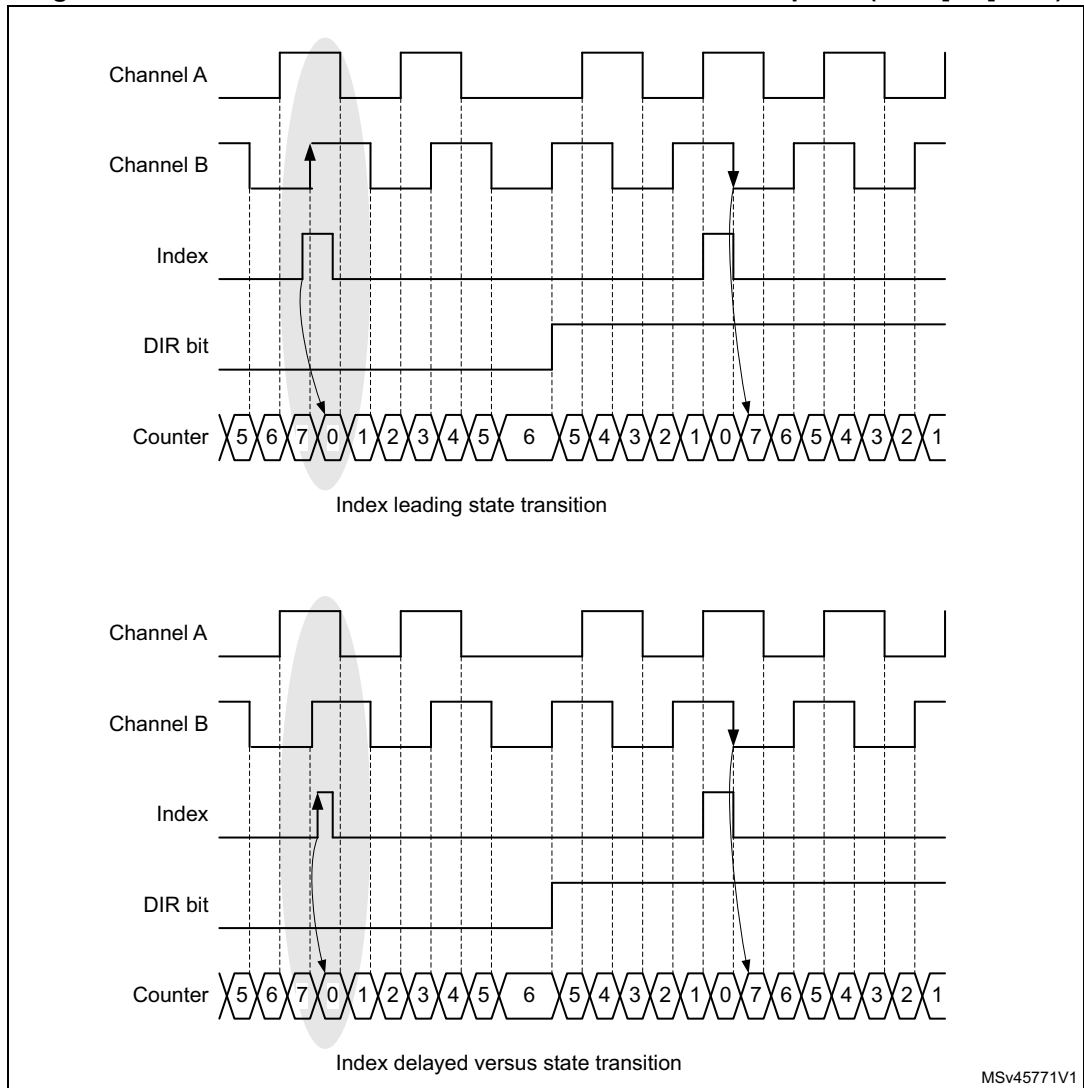 Channel A
Channel B
Index
DIR bit
Counter 5 6 7 0 1 2 3 4 5 6 5 4 3 2 1 0 7 6 5 4 3 2 1
Index leading state transition
Channel A
Channel B
Index
DIR bit
Counter 5 6 7 0 1 2 3 4 5 6 5 4 3 2 1 0 7 6 5 4 3 2 1
Index delayed versus state transition
MSv45771V1